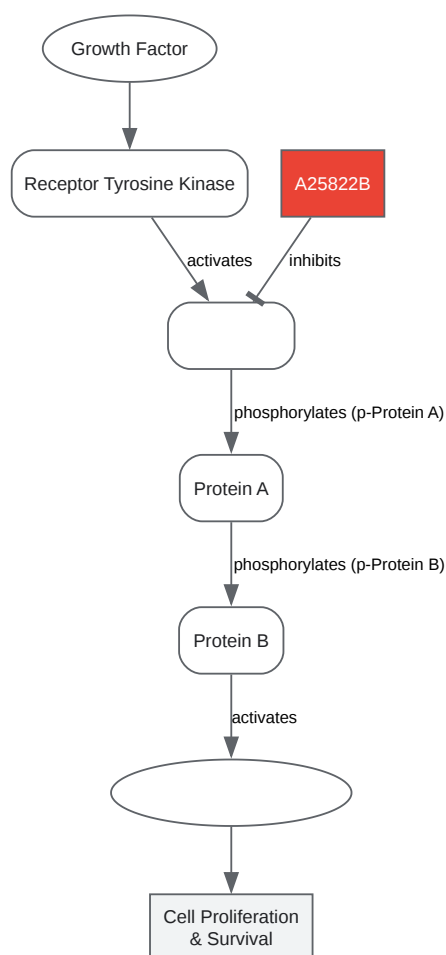 Growth Factor
Receptor Tyrosine Kinase
A25822B
activates
inhibits
phosphorylates (p-Protein A)
Protein A
phosphorylates (p-Protein B)
Protein B
activates
Cell Proliferation
& Survival